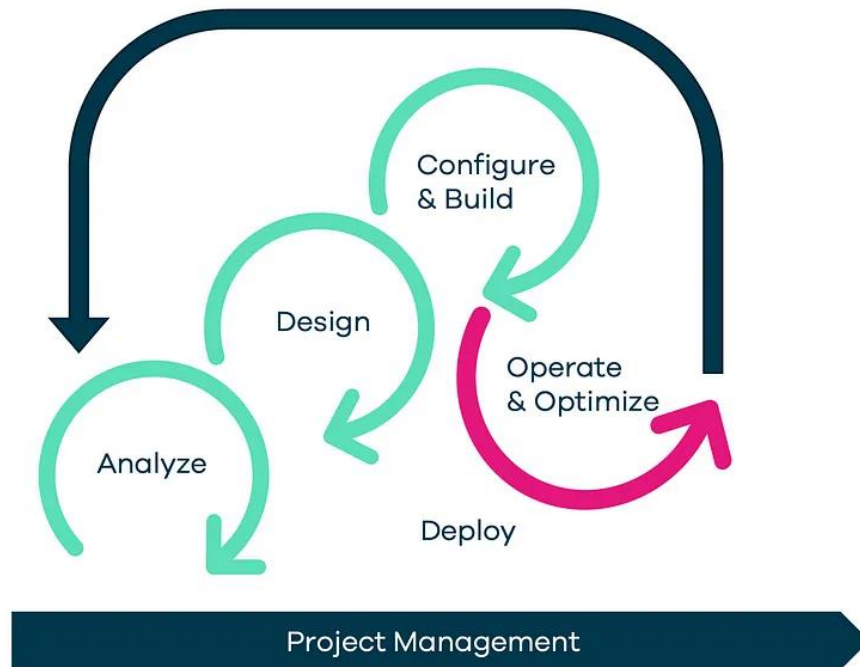 Configure
& Build
Design
Operate
& Optimize
Analyze
Deploy
Project Management